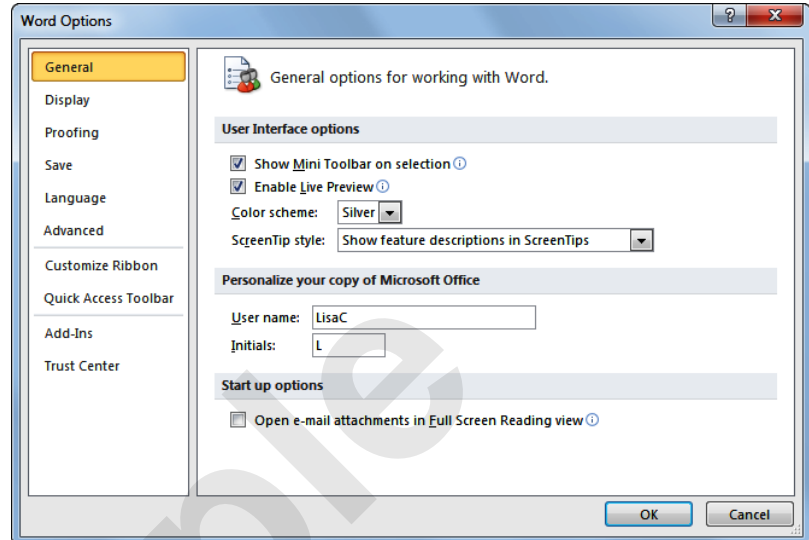 Word Options
General
Display
Proofing
Save
Language
Advanced
Customize Ribbon
Quick Access Toolbar
Add-Ins
Trust Center
General options for working with Word.
User Interface options
Show Mini Toolbar on selection
Enable Live Preview
Color scheme: Silver
ScreenTip style: Show feature descriptions in ScreenTips
Personalize your copy of Microsoft Office
User name: LisaC
Initials: L
Start up options
Open e-mail attachments in Full Screen Reading view
OK Cancel